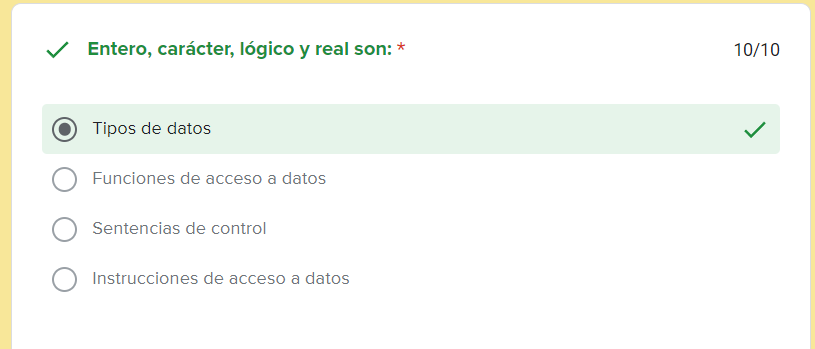 Entero, carácter, lógico y real son: * 10/10
Tipos de datos
Funciones de acceso a datos
Sentencias de control
Instrucciones de acceso a datos